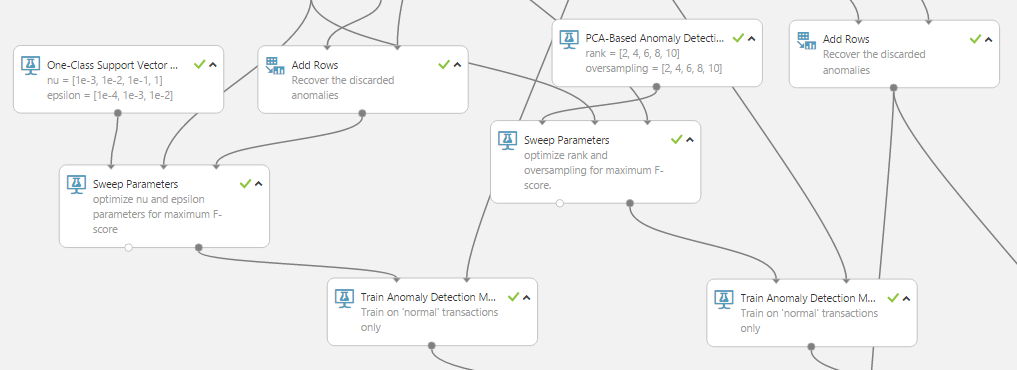 One-Class Support Vector ...
nu = [1e-3, 1e-2, 1e-1, 1]
epsilon = [1e-4, 1e-3, 1e-2]
Add Rows
Recover the discarded
anomalies
PCA-Based Anomaly Detecti...
rank = [2, 4, 6, 8, 10]
oversampling = [2, 4, 6, 8, 10]
Add Rows
Recover the discarded
anomalies
Sweep Parameters
optimize nu and epsilon
parameters for maximum F-
score
Sweep Parameters
optimize rank and
oversampling for maximum F-
score.
Train Anomaly Detection M...
Train on 'normal' transactions
only
Train Anomaly Detection M...
Train on 'normal' transactions
only